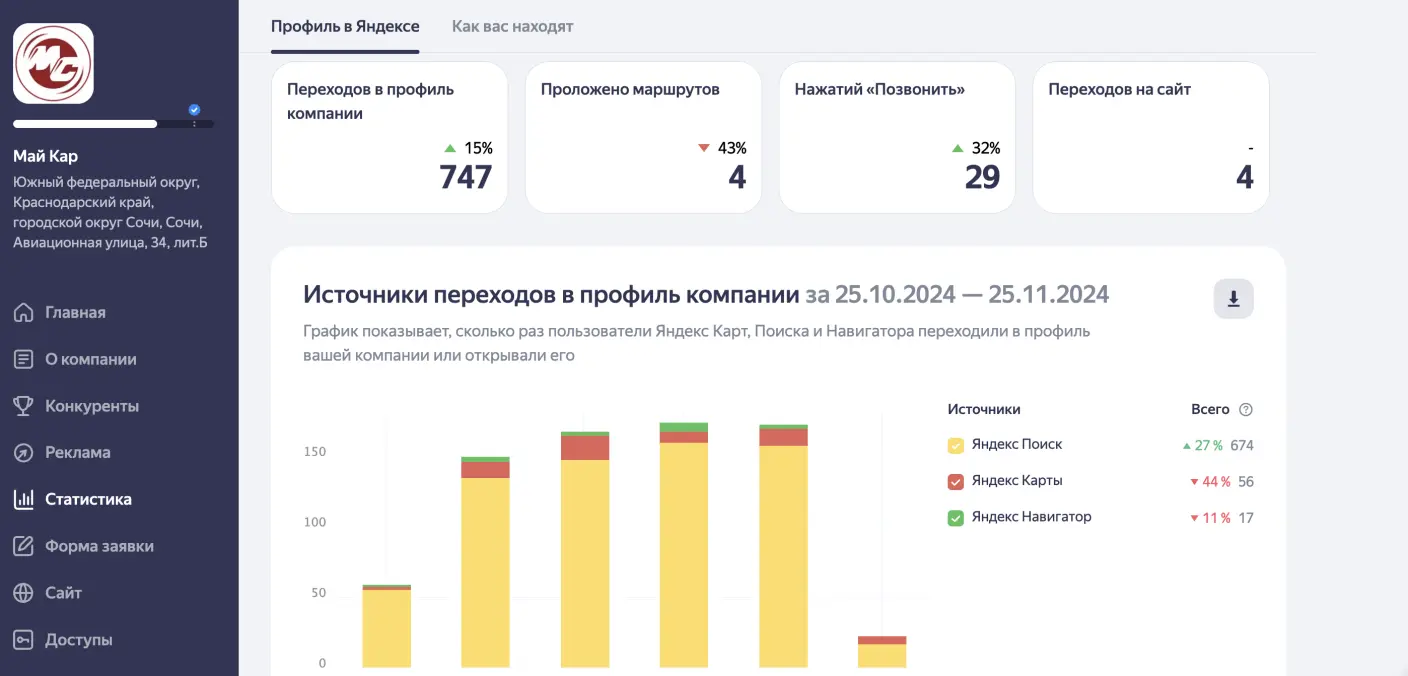 Профиль в Яндексе
Как вас находят
МС
Май Кар
Южный федеральный округ,
Краснодарский край,
городской округ Сочи, Сочи,
Авиационная улица, 34, лит.Б
Главная
О компании
Конкуренты
Реклама
Статистика
Форма заявки
Сайт
Доступы
Переходов в профиль
компании
15%
747
Проложено маршрутов
43%
4
Нажатий «Позвонить»
32%
29
Переходов на сайт
-
4
Источники переходов в профиль компании за 25.10.2024 — 25.11.2024
График показывает, сколько раз пользователи Яндекс Карт, Поиска и Навигатора переходили в профиль
вашей компании или открывали его
150
100
50
0
Источники Всего ?
Яндекс Поиск 27 % 674
Яндекс Карты 44 % 56
Яндекс Навигатор 11 % 17